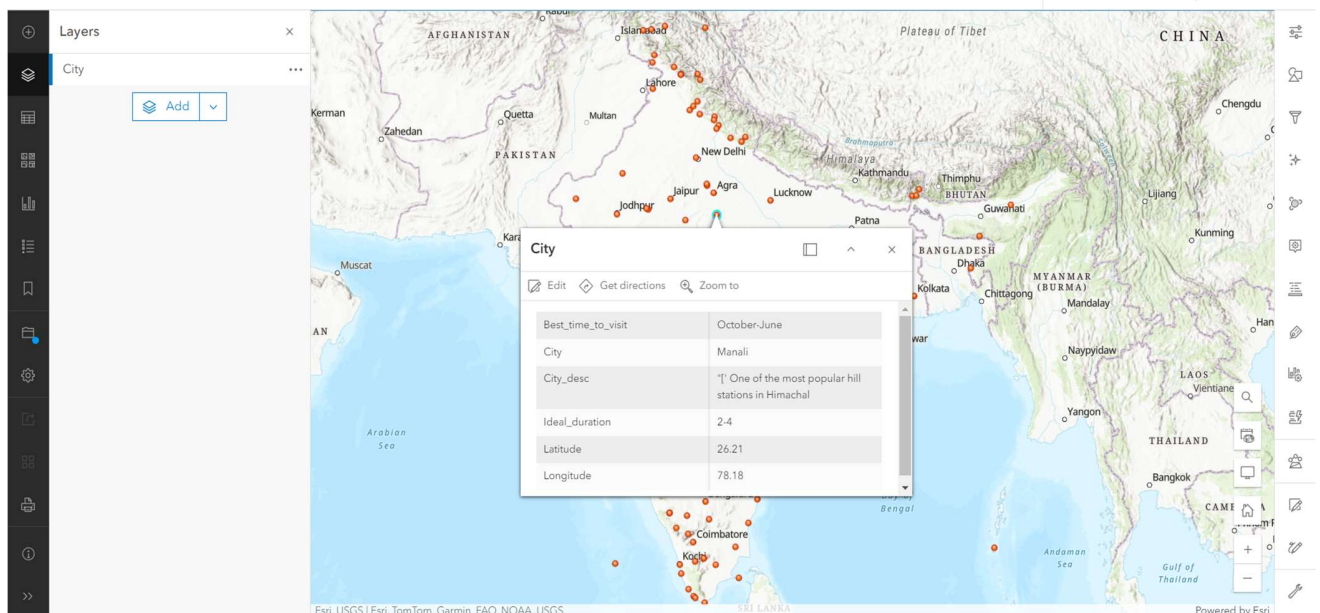 Layers
City
Add
Kabul
Islamabad
AFGHANISTAN
Plateau of Tibet
CHINA
Lahore
Kerman
Quetta
Multan
Zahedan
Chengdu
PAKISTAN
New Delhi
Brahmaputra
Himalaya
Kathmandu
Thimphu
BHUTAN
Jaipur
Agra
Lucknow
Lijiang
Jodhpur
Guwahati
Patna
Kunming
City
BANGLADESH
Dhaka
Muscat
Edit
Get directions
Zoom to
Kolkata
Chittagong
MYANMAR
(BURMA)
Mandalay
Best_time_to_visit October-June
City Manali
City_desc "[' One of the most popular hill
stations in Himachal
Ideal_duration 2-4
Latitude 26.21
Longitude 78.18
Han
AN
war
Naypyidaw
LAOS
Vientiane
Yangon
Arabian
Sea
THAILAND
Bangkok
Bengal
Coimbatore
Kochi
Andaman
Sea
Gulf of
Thailand
SRI LANKA
Esri, USGS | Esri, TomTom, Garmin, FAO, NOAA, USGS
Powered by Esri